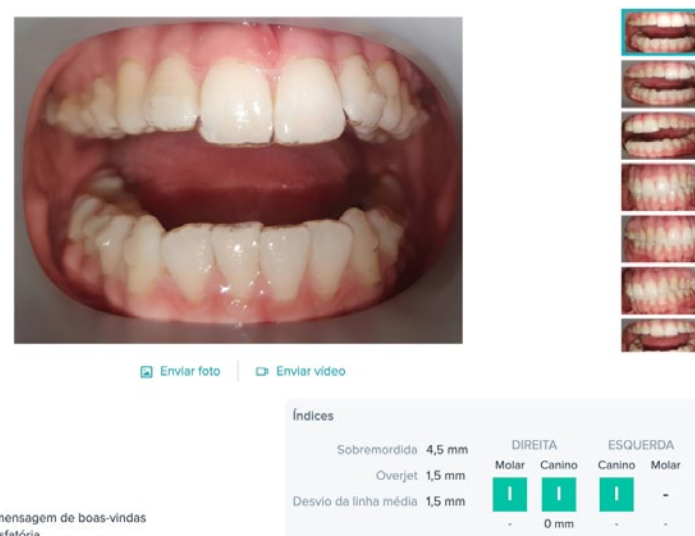 Enviar foto Enviar vídeo
Índices
Sobremordida 4,5 mm
Overjet 1,5 mm
Desvio da linha média 1,5 mm
DIREITA ESQUERDA
Molar Canino Canino Molar
I I I -
- 0 mm - -
mensagem de boas-vindas